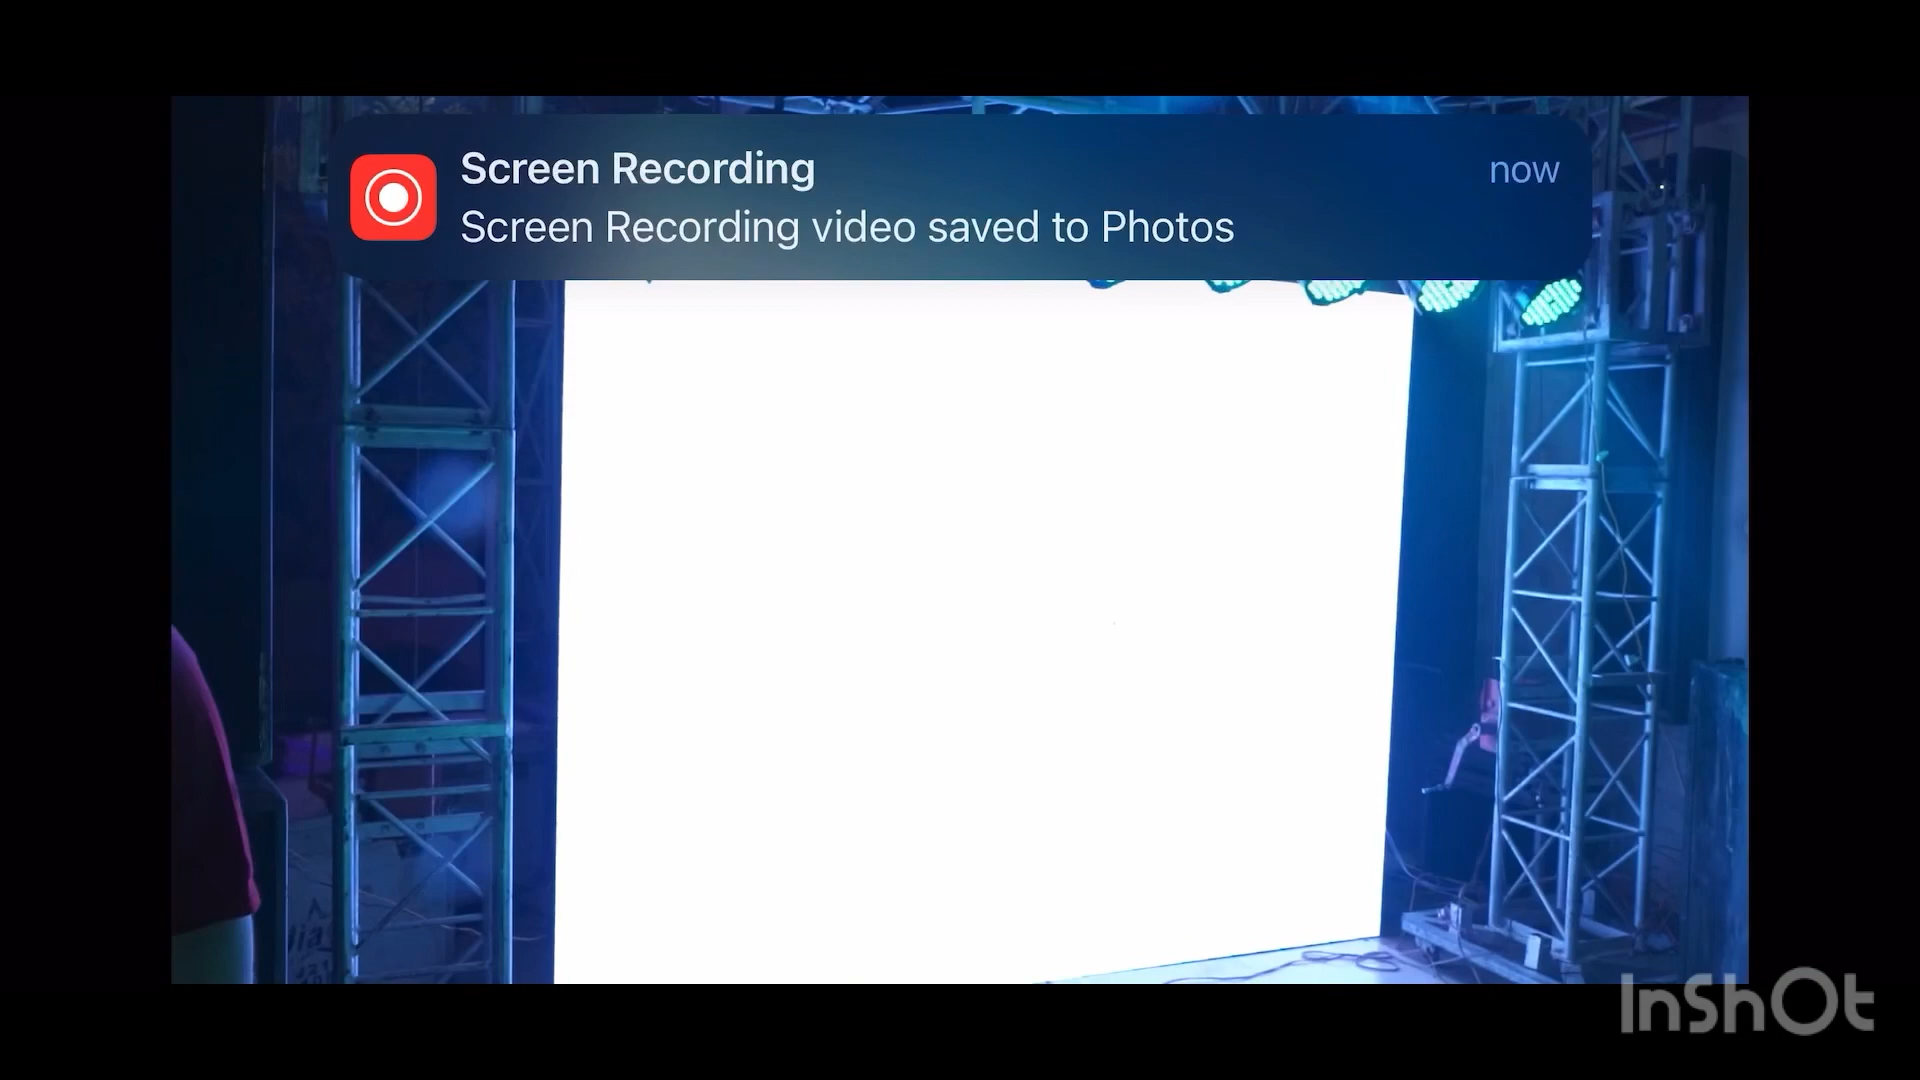 Screen Recording
now
Screen Recording video saved to Photos
InShOt